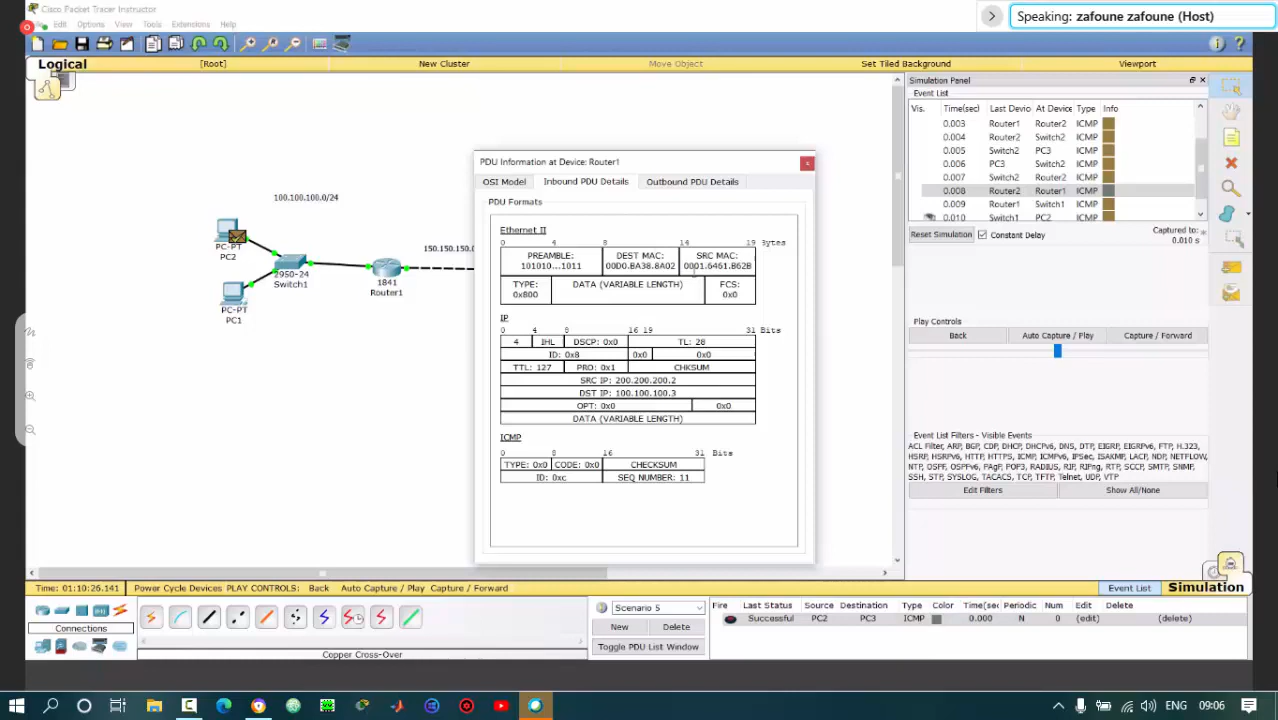 Cisco Packet Tracer Instructor
Speaking: zafoune zafoune (Host)
Edit Options View Tools Extensions Help
Logical [Root] New Cluster Move Object Set Tiled Background Viewport
Simulation Panel
Event List
Vis. Time(sec) Last Devic At Device Type Info
0.003 Router1 Router2 ICMP
0.004 Router2 Switch2 ICMP
0.005 Switch2 PC3 ICMP
0.006 PC3 Switch2 ICMP
0.007 Switch2 Router2 ICMP
0.008 Router2 Router1 ICMP
0.009 Router1 Switch1 ICMP
0.010 Switch1 PC2 ICMP
Reset Simulation Constant Delay Captured to:
0.010 s
Play Controls
Back Auto Capture / Play Capture / Forward
Event List Filters - Visible Events
ACL Filter, ARP, BGP, CDP, DHCP, DHCPv6, DNS, DTP, EIGRP, EIGRPv6, FTP, H.323,
HSRP, HSRPv6, HTTP, HTTPS, ICMP, ICMPv6, IPSec, ISAKMP, LACP, NDP, NETFLOW,
NTP, OSPF, OSPFv6, PAgP, POP3, RADIUS, RIP, RIPng, RTP, SCCP, SMTP, SNMP,
SSH, STP, SYSLOG, TACACS, TCP, TFTP, Telnet, UDP, VTP
Edit Filters Show All/None
100.100.100.0/24
150.150.150.0
PC-PT
PC2
2950-24
Switch1
1841
Router1
PC-PT
PC1
PDU Information at Device: Router1
OSI Model Inbound PDU Details Outbound PDU Details
PDU Formats
Ethernet II
0 4 8 14 19 Bytes
PREAMBLE: DEST MAC: SRC MAC:
101010...1011 00D0.BA38.8A02 0001.6461.B62B
TYPE: DATA (VARIABLE LENGTH) FCS:
0x800 0x0
IP
0 4 8 16 19 31 Bits
4 IHL DSCP: 0x0 TL: 28
ID: 0x8 0x0 0x0
TTL: 127 PRO: 0x1 CHKSUM
SRC IP: 200.200.200.2
DST IP: 100.100.100.3
OPT: 0x0 0x0
DATA (VARIABLE LENGTH)
ICMP
0 8 16 31 Bits
TYPE: 0x0 CODE: 0x0 CHECKSUM
ID: 0xc SEQ NUMBER: 11
Time: 01:10:26.141 Power Cycle Devices PLAY CONTROLS: Back Auto Capture / Play Capture / Forward Event List Simulation
Connections
Copper Cross-Over
Scenario 5
New Delete
Toggle PDU List Window
Fire Last Status Source Destination Type Color Time(sec Periodic Num Edit Delete
Successful PC2 PC3 ICMP 0.000 N 0 (edit) (delete)
ENG 09:06